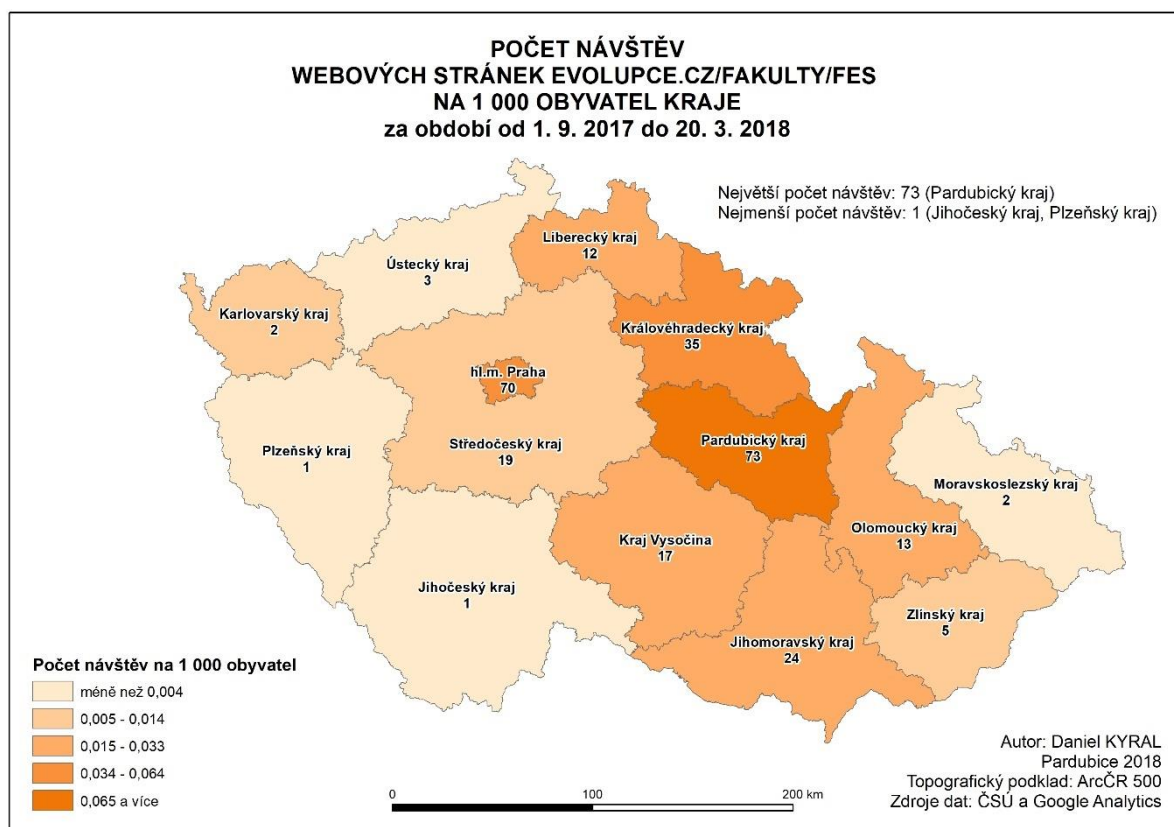 POČET NÁVŠTĚV
WEBOVÝCH STRÁNEK EVOLUPCE.CZ/FAKULTY/FES
NA 1 000 OBYVATEL KRAJE
za období od 1. 9. 2017 do 20. 3. 2018
Největší počet návštěv: 73 (Pardubický kraj)
Nejmenší počet návštěv: 1 (Jihočeský kraj, Plzeňský kraj)
Liberecký kraj
12
Ústecký kraj
3
Karlovarský kraj
2
Královéhradecký kraj
35
hl.m. Praha
70
Středočeský kraj
19
Pardubický kraj
73
Plzeňský kraj
1
Moravskoslezský kraj
2
Olomoucký kraj
13
Kraj Vysočina
17
Jihočeský kraj
1
Zlínský kraj
5
Jihomoravský kraj
24
Počet návštěv na 1 000 obyvatel
méně než 0,004
0,005 - 0,014
0,015 - 0,033
0,034 - 0,064
0,065 a více
0 100 200 km
Autor: Daniel KYRAL
Pardubice 2018
Topografický podklad: ArcČR 500
Zdroje dat: ČSÚ a Google Analytics